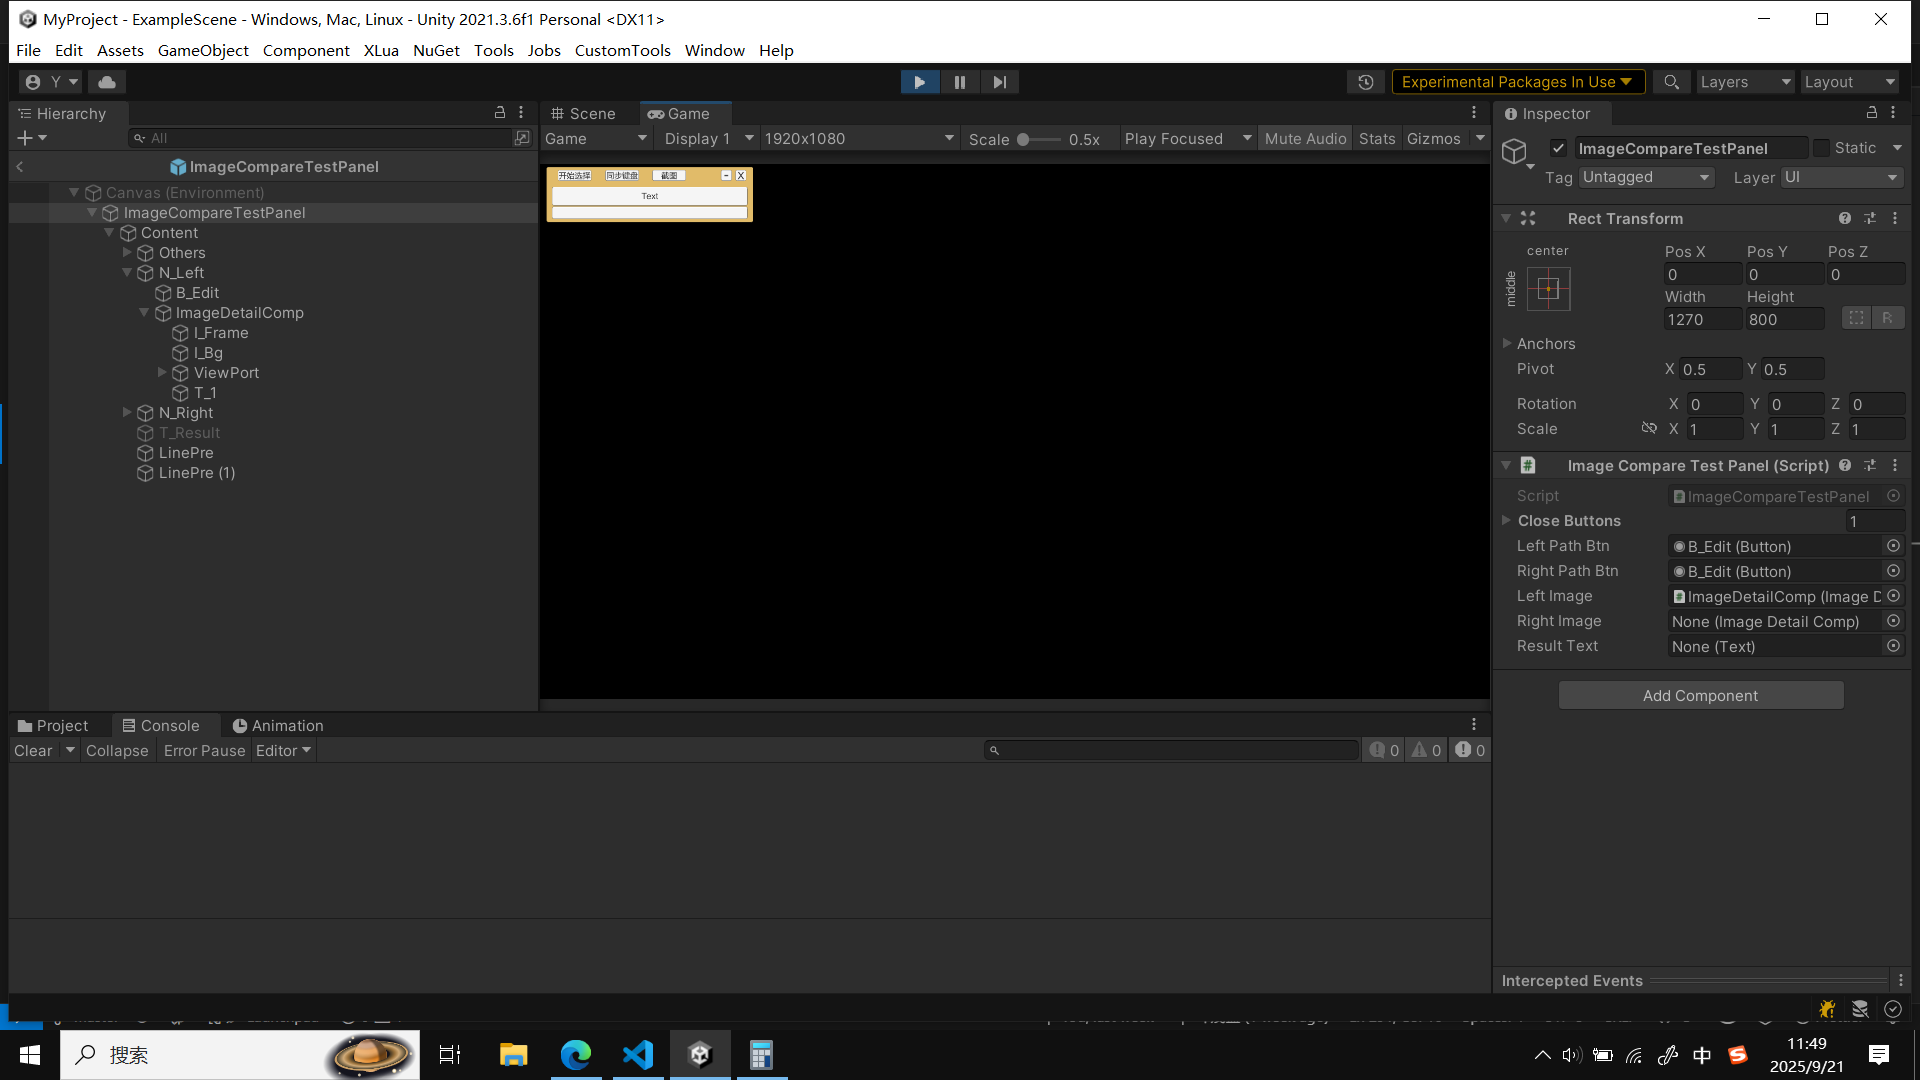 MyProject - ExampleScene - Windows, Mac, Linux - Unity 2021.3.6f1 Personal <DX11>
File Edit Assets GameObject Component XLua NuGet Tools Jobs CustomTools Window Help
Y Experimental Packages In Use Layers Layout
Hierarchy
All
ImageCompareTestPanel
Canvas (Environment)
ImageCompareTestPanel
Content
Others
N_Left
B_Edit
ImageDetailComp
I_Frame
I_Bg
ViewPort
T_1
N_Right
T_Result
LinePre
LinePre (1)
Scene Game
Game Display 1 1920x1080 Scale 0.5x Play Focused Mute Audio Stats Gizmos
开始选择 同步键盘 截图 - X
Text
Inspector
ImageCompareTestPanel Static
Tag Untagged Layer UI
Rect Transform
center
middle
Pos X Pos Y Pos Z
0 0 0
Width Height
1270 800 R
Anchors
Pivot X 0.5 Y 0.5
Rotation X 0 Y 0 Z 0
Scale X 1 Y 1 Z 1
# Image Compare Test Panel (Script)
Script ImageCompareTestPanel
Close Buttons 1
Left Path Btn B_Edit (Button)
Right Path Btn B_Edit (Button)
Left Image ImageDetailComp (Image D
Right Image None (Image Detail Comp)
Result Text None (Text)
Add Component
Intercepted Events
Project Console Animation
Clear Collapse Error Pause Editor 0 0 0
搜索
中
11:49
2025/9/21